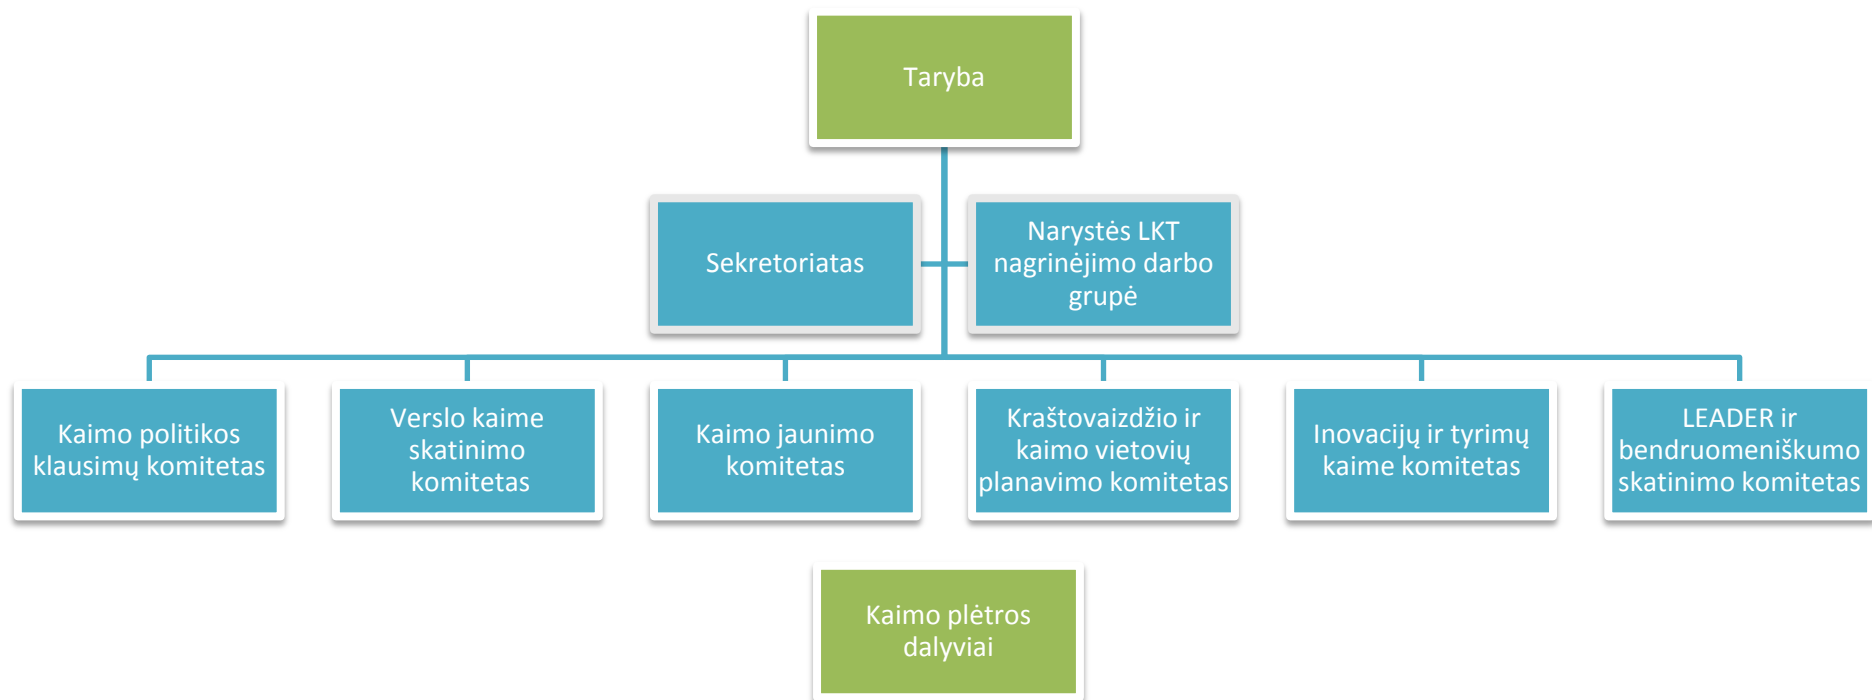 Taryba
Sekretoriatas
Narystės LKT
nagrinėjimo darbo
grupė
Kaimo politikos
klausimų komitetas
Verslo kaime
skatinimo
komitetas
Kaimo jaunimo
komitetas
Kraštovaizdžio ir
kaimo vietovių
planavimo komitetas
Inovacijų ir tyrimų
kaime komitetas
LEADER ir
bendruomeniškumo
skatinimo komitetas
Kaimo plėtros
dalyviai